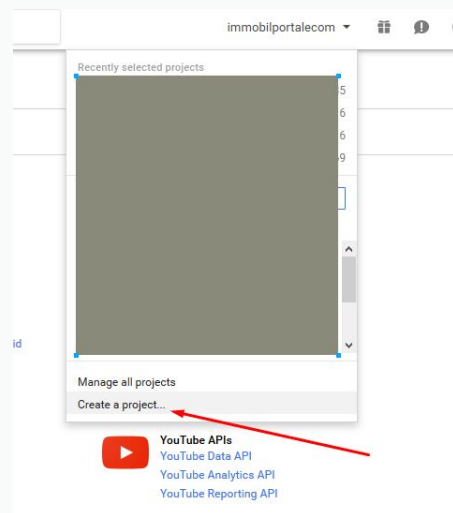 immobilportalecom
Recently selected projects
5
6
6
59
id
Manage all projects
Create a project...
YouTube APIs
YouTube Data API
YouTube Analytics API
YouTube Reporting API